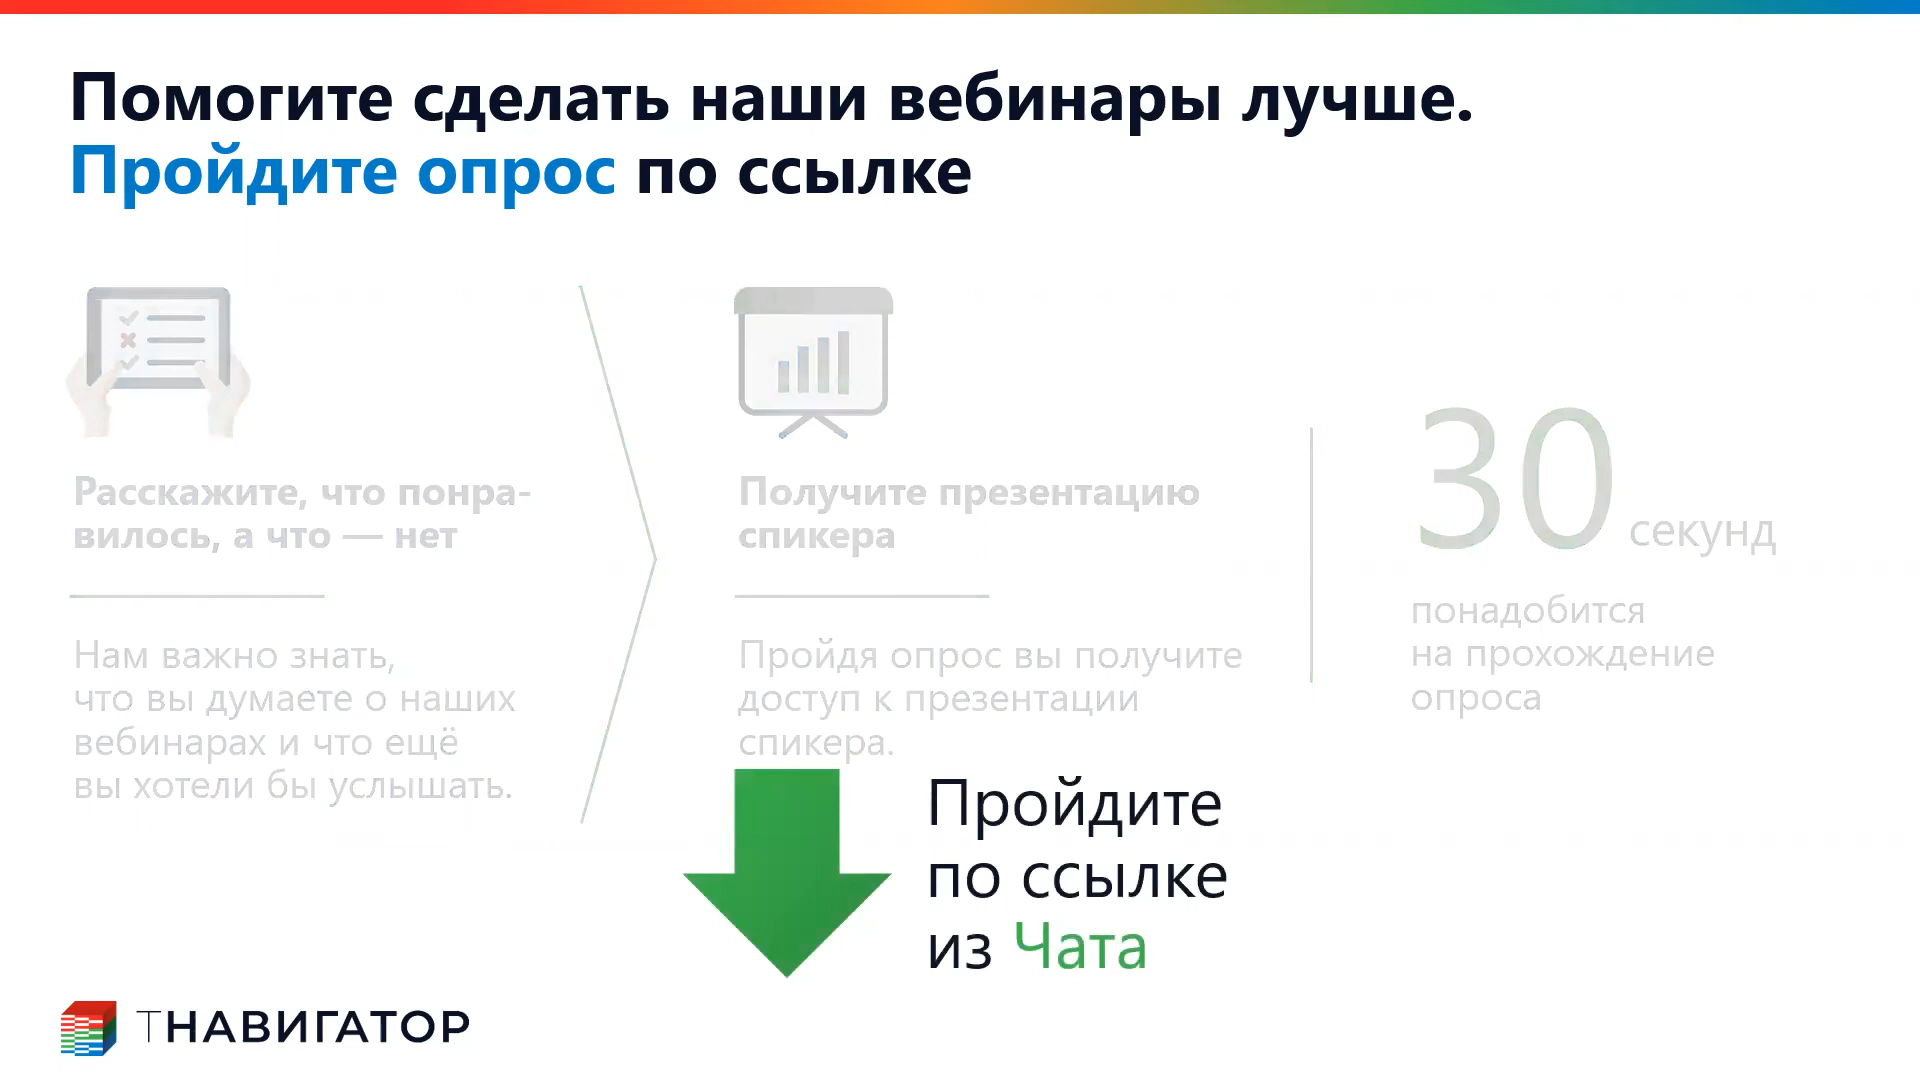 Помогите сделать наши вебинары лучше.
Пройдите опрос по ссылке
Расскажите, что понра-
вилось, а что — нет
Нам важно знать,
что вы думаете о наших
вебинарах и что ещё
вы хотели бы услышать.
Получите презентацию
спикера
Пройдя опрос вы получите
доступ к презентации
спикера.
30 секунд
понадобится
на прохождение
опроса
Пройдите
по ссылке
из Чата
ТНАВИГАТОР